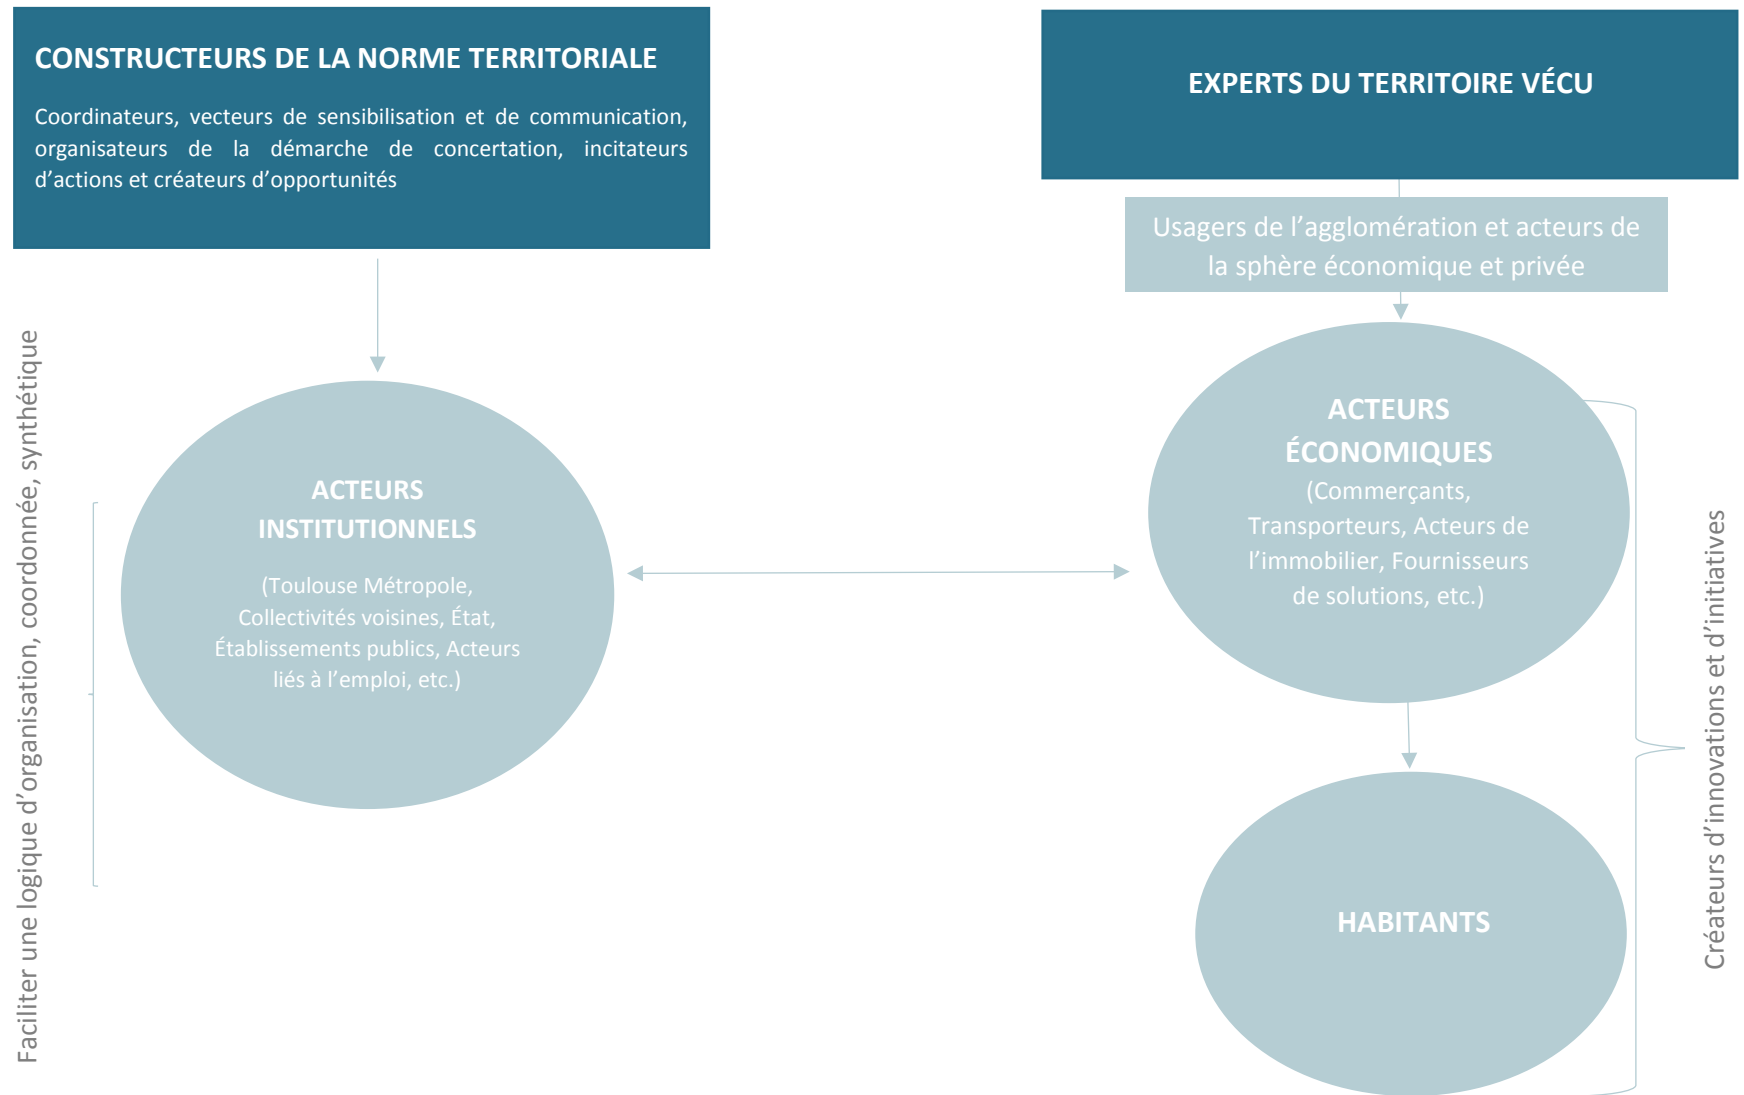 CONSTRUCTEURS DE LA NORME TERRITORIALE
Coordinateurs, vecteurs de sensibilisation et de communication,
organisateurs de la démarche de concertation, incitateurs
d’actions et créateurs d’opportunités
EXPERTS DU TERRITOIRE VÉCU
Usagers de l’agglomération et acteurs de
la sphère économique et privée
Faciliter une logique d’organisation, coordonnée, synthétique
ACTEURS
INSTITUTIONNELS
(Toulouse Métropole,
Collectivités voisines, État,
Établissements publics, Acteurs
liés à l’emploi, etc.)
ACTEURS
ÉCONOMIQUES
(Commerçants,
Transporteurs, Acteurs de
l’immobilier, Fournisseurs
de solutions, etc.)
HABITANTS
Créateurs d’innovations et d’initiatives